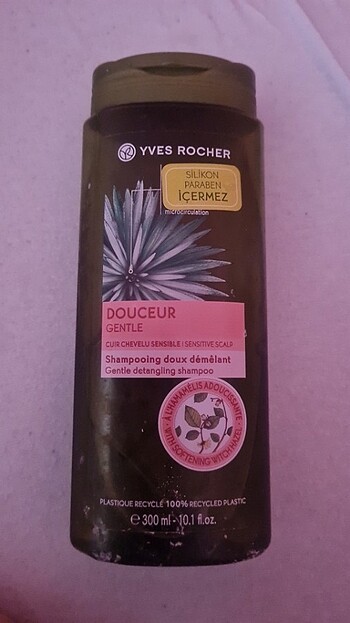 YVES ROCHER
SİLİKON
PARABEN
İÇERMEZ
microcirculation
DOUCEUR
GENTLE
CUIR CHEVELU SENSIBLE | SENSITIVE SCALP
Shampooing doux démêlant
Gentle detangling shampoo
À L'HAMAMÉLIS ADOUCISSANTE
WITH SOFTENING WITCH HAZEL
PLASTIQUE RECYCLÉ 100% RECYCLED PLASTIC
℮ 300 ml - 10.1 fl.oz.